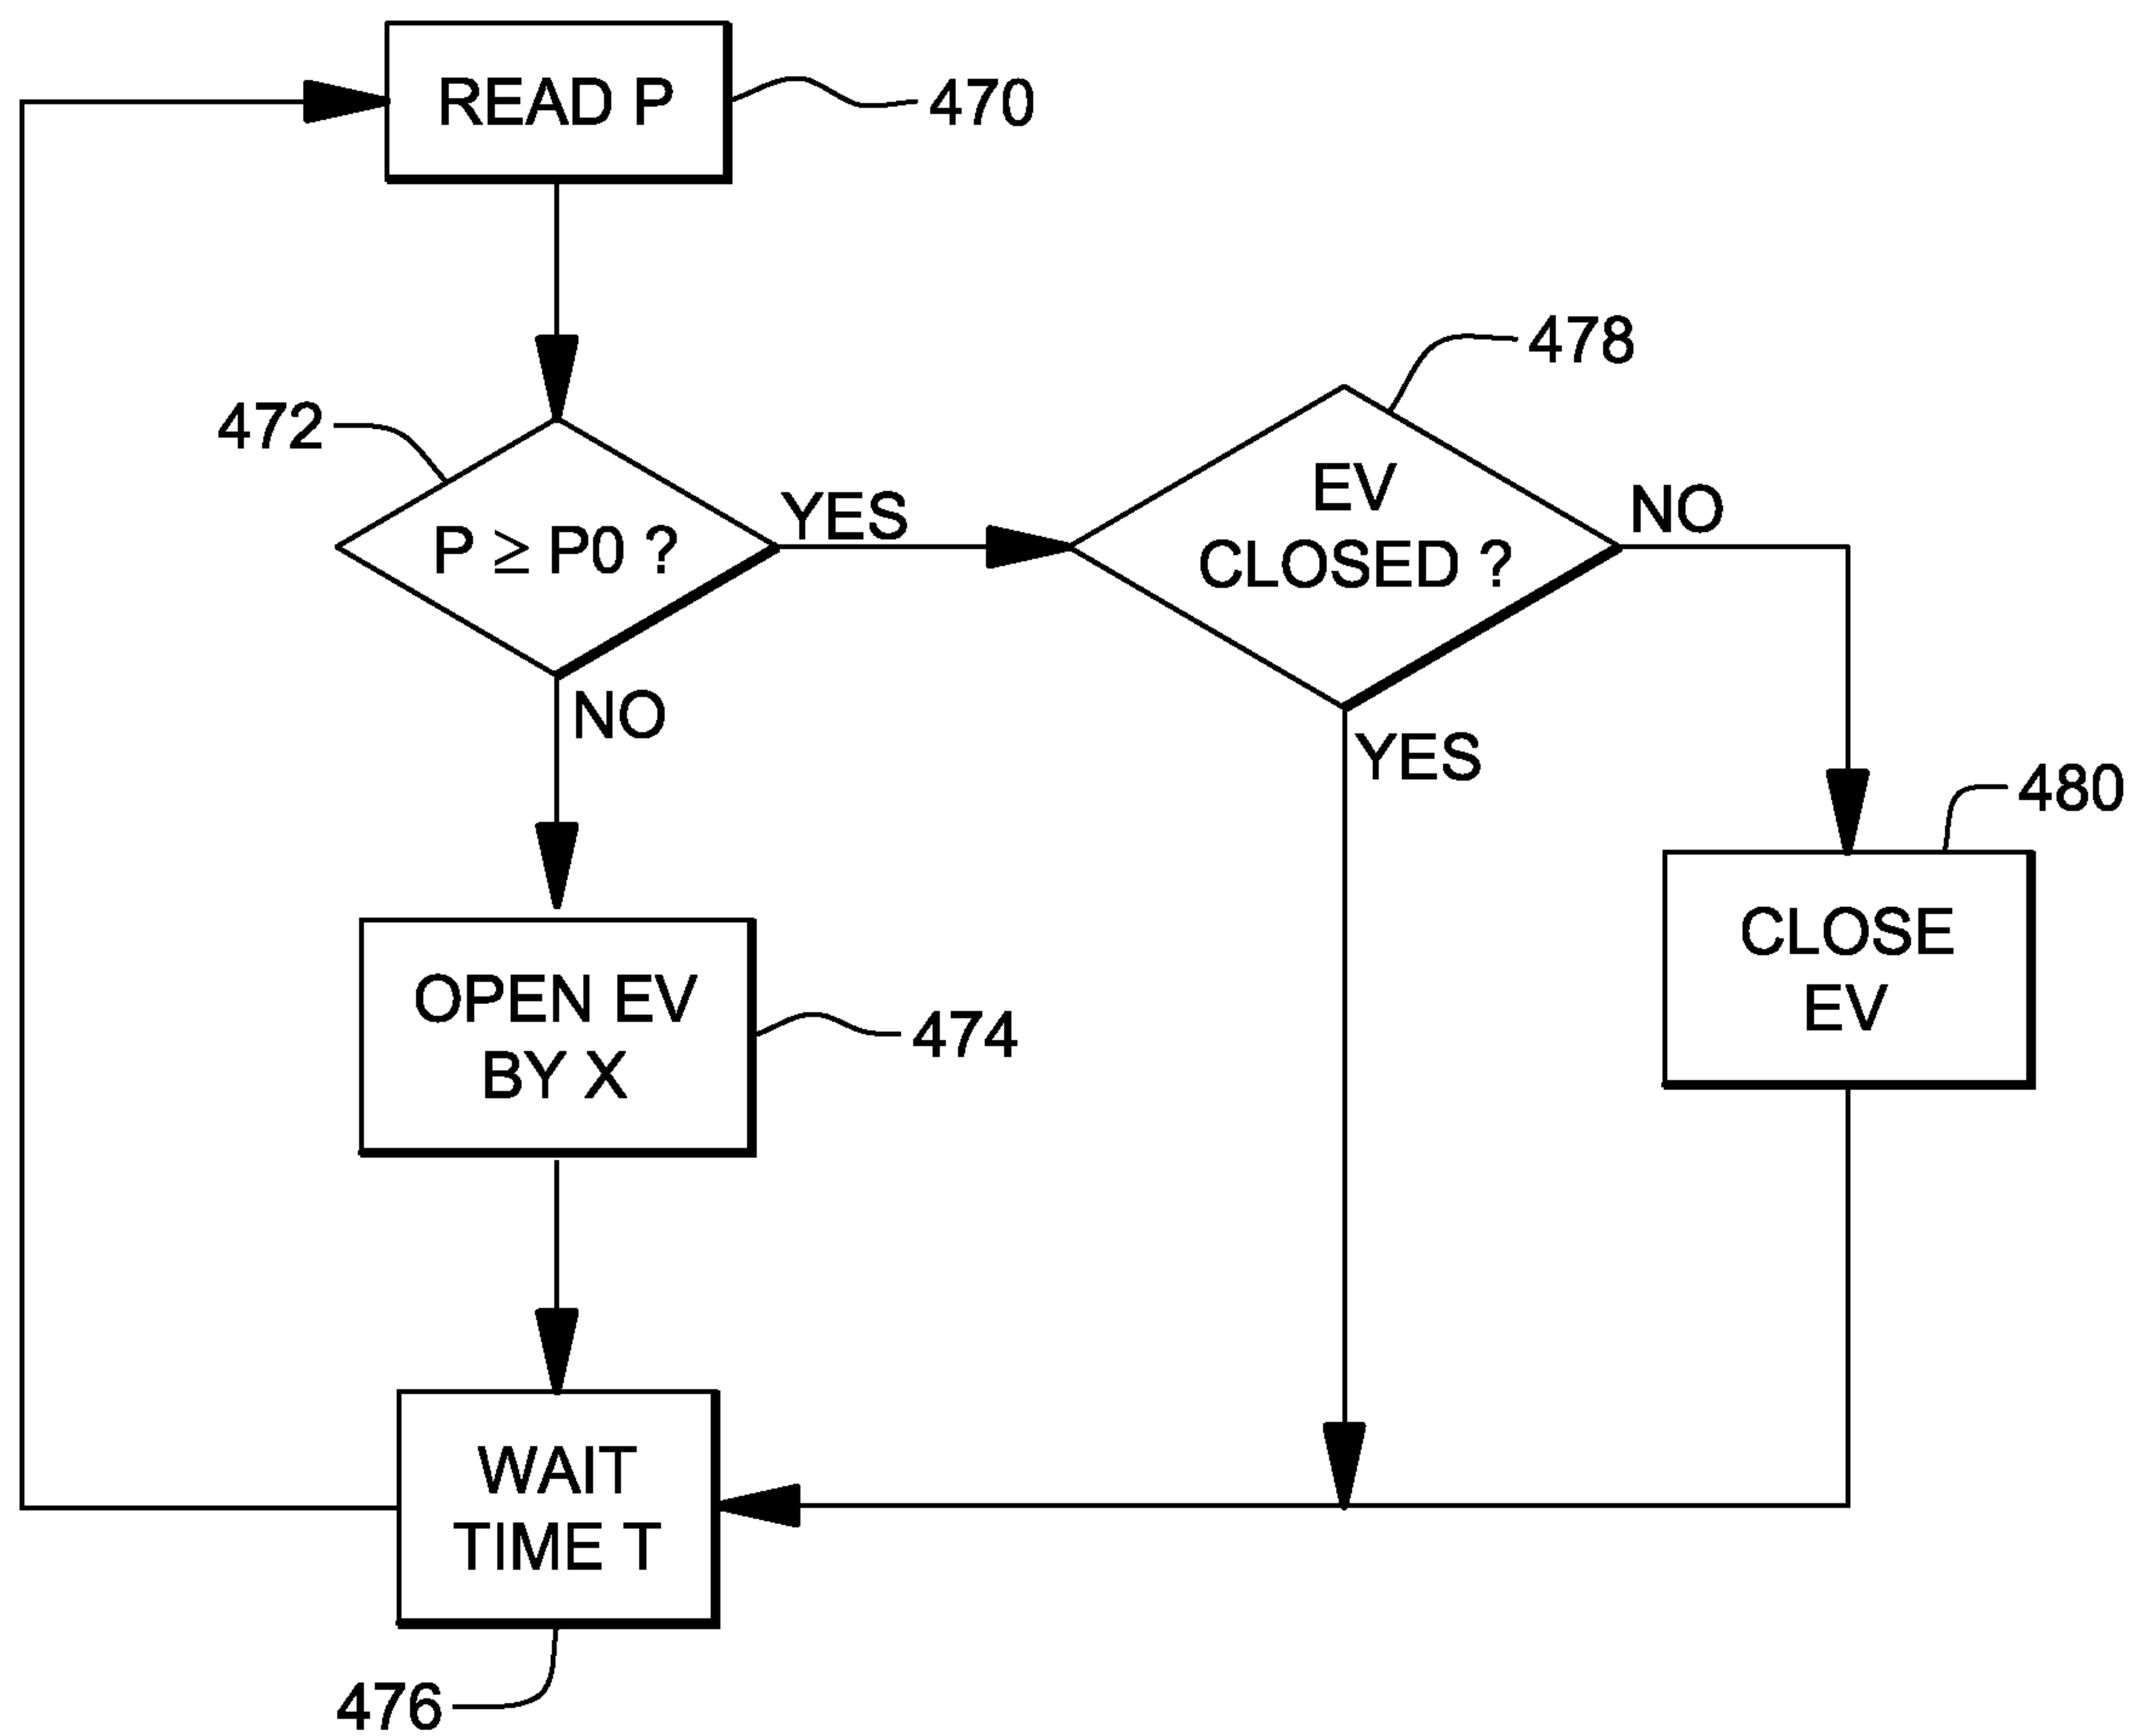 READ P
470
472
P ≥ P0 ?
YES
NO
478
EV
CLOSED ?
NO
YES
480
CLOSE
EV
OPEN EV
BY X
474
WAIT
TIME T
476